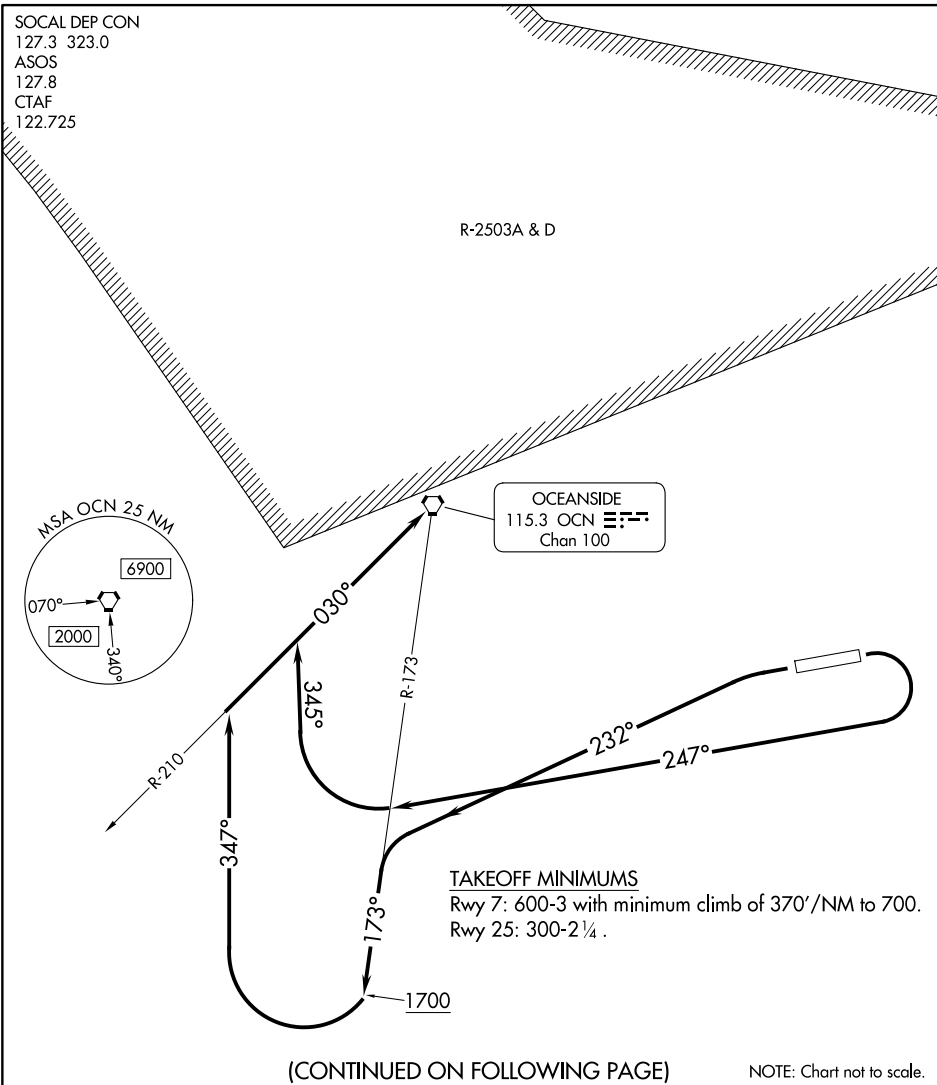 SOCAL DEP CON
127.3 323.0
ASOS
127.8
CTAF
122.725
R-2503A & D
OCEANSIDE
115.3 OCN
Chan 100
MSA OCN 25 NM
6900
070°
2000
340°
030°
R-173
345°
232°
247°
R-210
347°
173°
TAKEOFF MINIMUMS
Rwy 7: 600-3 with minimum climb of 370'/NM to 700.
Rwy 25: 300-2¼ .
1700
(CONTINUED ON FOLLOWING PAGE)
NOTE: Chart not to scale.